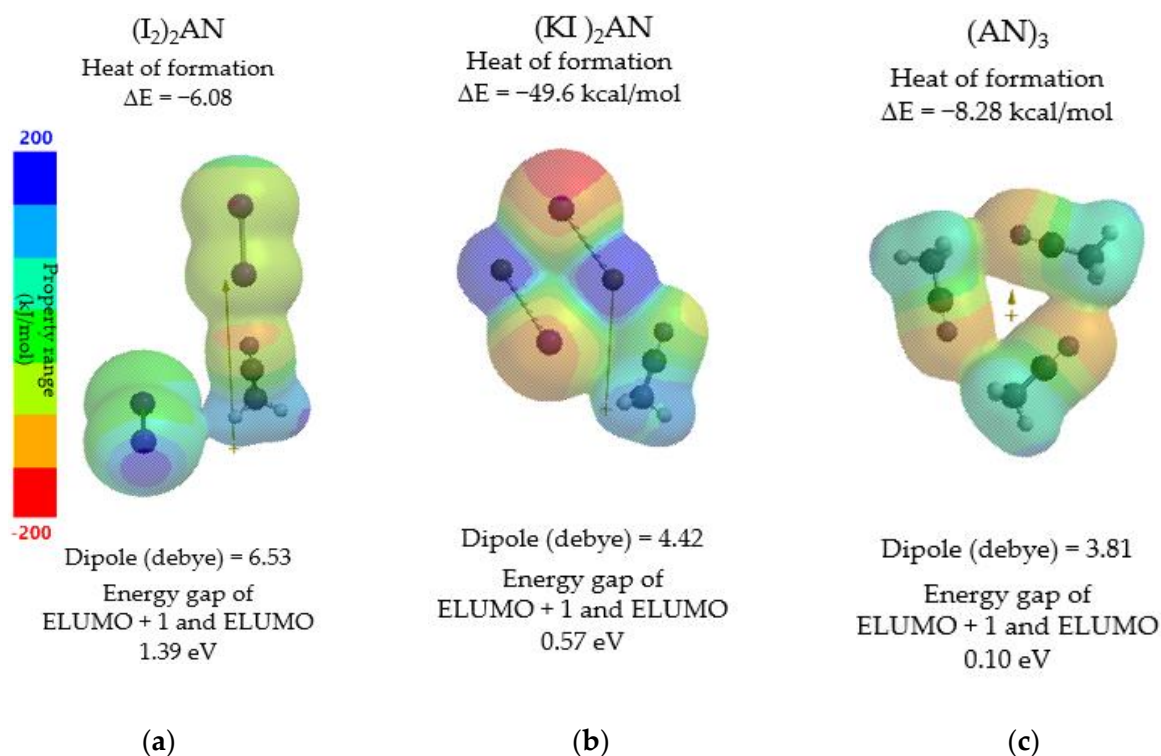 (I₂)₂AN
Heat of formation
ΔE = −6.08
200
Property range
(kJ/mol)
-200
Dipole (debye) = 6.53
Energy gap of
ELUMO + 1 and ELUMO
1.39 eV
(a)
(KI )₂AN
Heat of formation
ΔE = −49.6 kcal/mol
Dipole (debye) = 4.42
Energy gap of
ELUMO + 1 and ELUMO
0.57 eV
(b)
(AN)₃
Heat of formation
ΔE = −8.28 kcal/mol
Dipole (debye) = 3.81
Energy gap of
ELUMO + 1 and ELUMO
0.10 eV
(c)